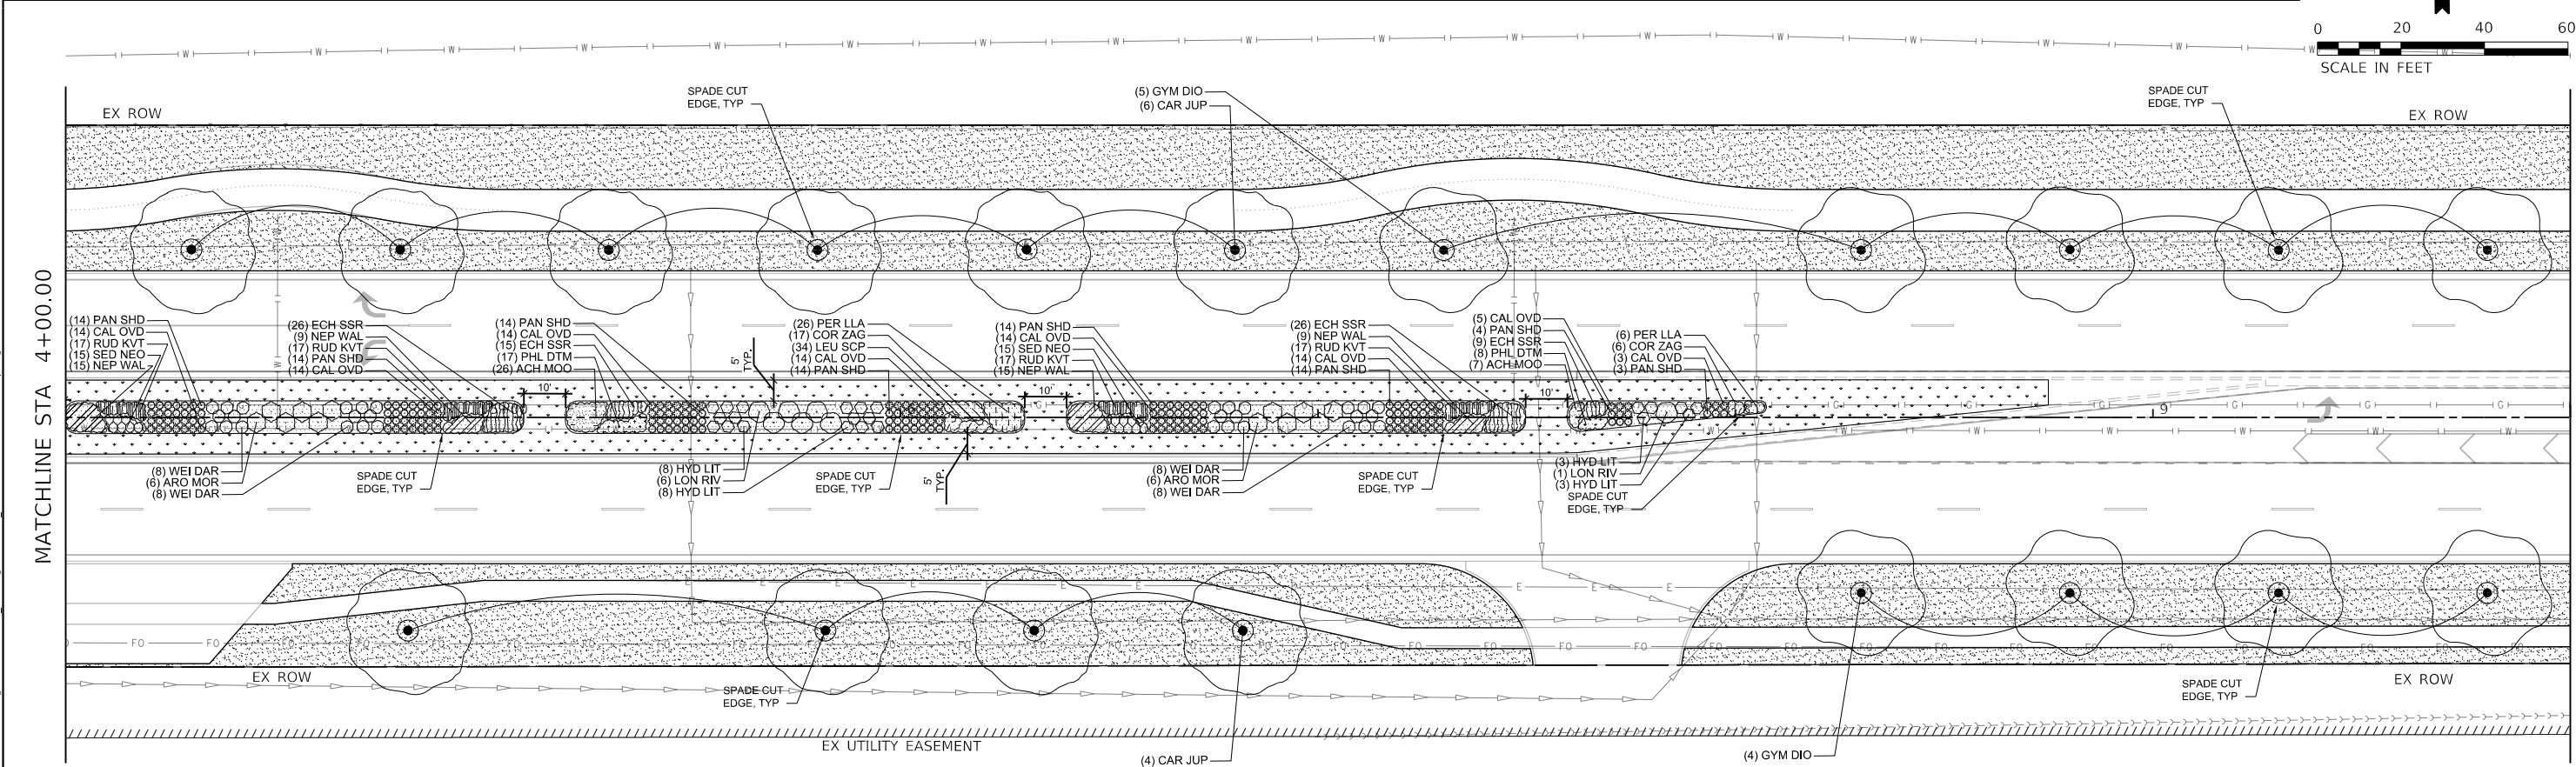 0 20 40 60
SCALE IN FEET
W W W W W W W W W W W W W W W W W
EX ROW
SPADE CUT
EDGE, TYP
(5) GYM DIO
(6) CAR JUP
SPADE CUT
EDGE, TYP
EX ROW
MATCHLINE STA 4+00.00
(14) PAN SHD
(14) CAL OVD
(17) RUD KVT
(15) SED NEO
(15) NEP WAL
(26) ECH SSR
(9) NEP WAL
(17) RUD KVT
(14) PAN SHD
(14) CAL OVD
(14) PAN SHD
(14) CAL OVD
(15) ECH SSR
(17) PHL DTM
(26) ACH MOO
5'
TYP.
(26) PER LLA
(17) COR ZAG
(34) LEU SCP
(14) CAL OVD
(14) PAN SHD
(14) PAN SHD
(14) CAL OVD
(15) SED NEO
(17) RUD KVT
(15) NEP WAL
(26) ECH SSR
(9) NEP WAL
(17) RUD KVT
(14) CAL OVD
(14) PAN SHD
(5) CAL OVD
(4) PAN SHD
(9) ECH SSR
(8) PHL DTM
(7) ACH MOO
(6) PER LLA
(6) COR ZAG
(3) CAL OVD
(3) PAN SHD
10'
10'
10'
G G G G G G
9
W W W W W W W W
(8) WEI DAR
(6) ARO MOR
(8) WEI DAR
SPADE CUT
EDGE, TYP
(8) HYD LIT
(6) LON RIV
(8) HYD LIT
SPADE CUT
EDGE, TYP
5'
TYP.
(8) WEI DAR
(6) ARO MOR
(8) WEI DAR
SPADE CUT
EDGE, TYP
(3) HYD LIT
(1) LON RIV
(3) HYD LIT
SPADE CUT
EDGE, TYP
E E E E E E E E E E
FO FO FO FO FO FO FO FO FO FO
EX ROW
SPADE CUT
EDGE, TYP
SPADE CUT
EDGE, TYP
EX ROW
EX UTILITY EASEMENT
(4) CAR JUP
(4) GYM DIO